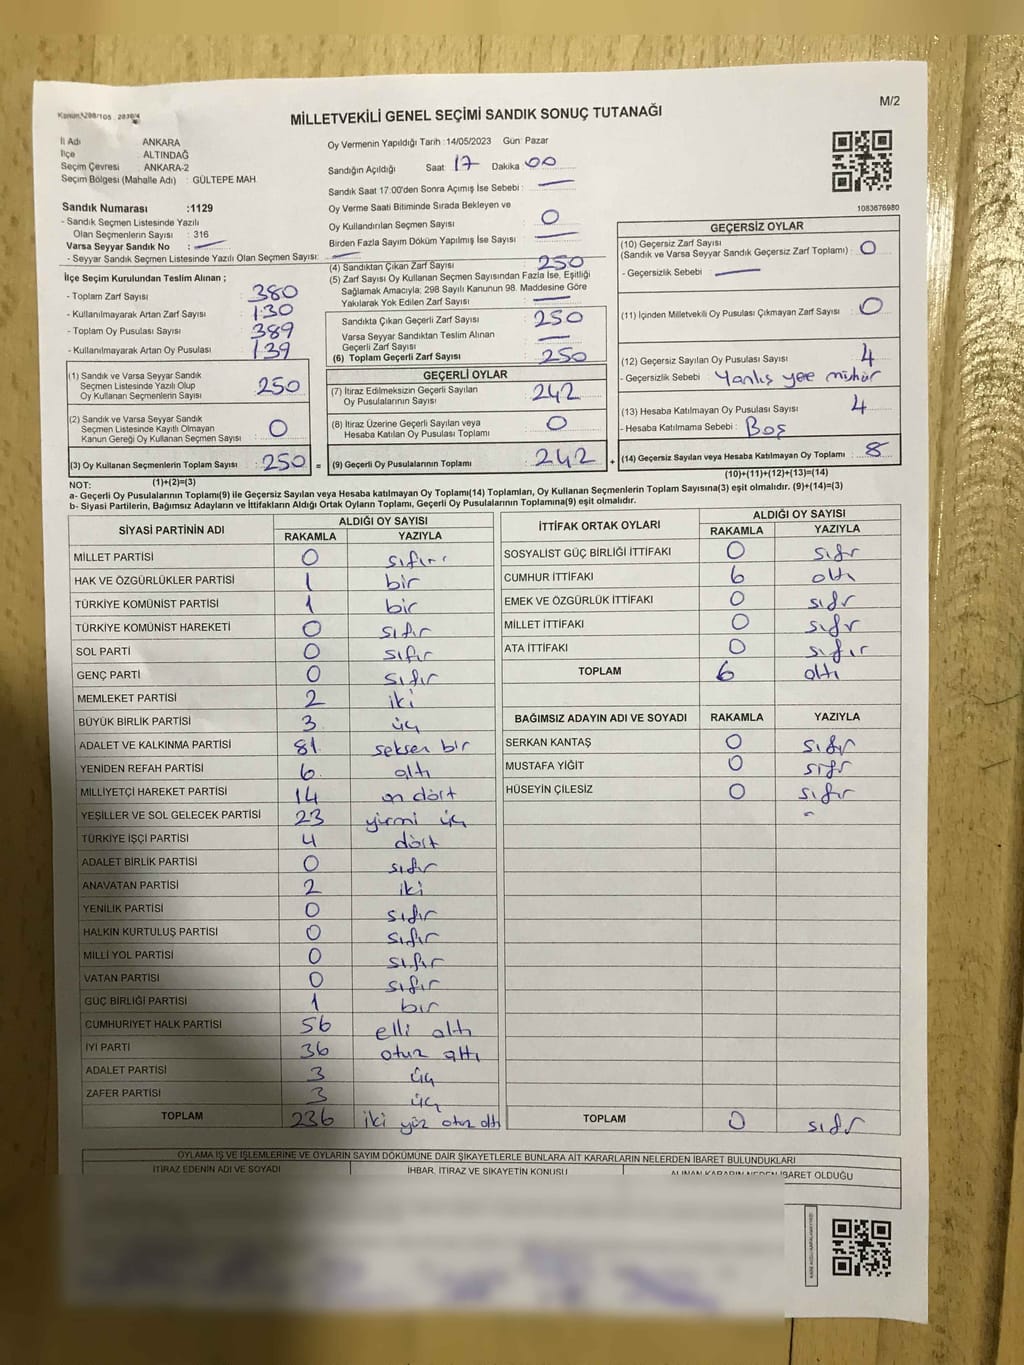 M/2
MİLLETVEKİLİ GENEL SEÇİMİ SANDIK SONUÇ TUTANAĞI
İl Adı : ANKARA
İlçe : ALTINDAĞ
Seçim Çevresi : ANKARA-2
Seçim Bölgesi (Mahalle Adı) : GÜLTEPE MAH.
Sandık Numarası :1129
- Sandık Seçmen Listesinde Yazılı
Olan Seçmenlerin Sayısı : 316
Varsa Seyyar Sandık No :
- Seyyar Sandık Seçmen Listesinde Yazılı Olan Seçmen Sayısı:
Oy Vermenin Yapıldığı Tarih :14/05/2023 Gün: Pazar
Sandığın Açıldığı Saat 17 Dakika 00
Sandık Saat 17:00'den Sonra Açımış İse Sebebi :
Oy Verme Saati Bitiminde Sırada Bekleyen ve
Oy Kullandırılan Seçmen Sayısı : 0
Birden Fazla Sayım Döküm Yapılmış İse Sayısı :
1083676980
İlçe Seçim Kurulundan Teslim Alınan ;
- Toplam Zarf Sayısı : 380
- Kullanılmayarak Artan Zarf Sayısı : 130
- Toplam Oy Pusulası Sayısı : 389
- Kullanılmayarak Artan Oy Pusulası : 139
(1) Sandık ve Varsa Seyyar Sandık
Seçmen Listesinde Yazılı Olup
Oy Kullanan Seçmenlerin Sayısı : 250
(2) Sandık ve Varsa Seyyar Sandık
Seçmen Listesinde Kayıtlı Olmayan
Kanun Gereği Oy Kullanan Seçmen Sayısı : 0
(3) Oy Kullanan Seçmenlerin Toplam Sayısı : 250 =
(1)+(2)=(3)
(4) Sandıktan Çıkan Zarf Sayısı : 250
(5) Zarf Sayısı Oy Kullanan Seçmen Sayısından Fazla İse, Eşitliği
Sağlamak Amacıyla; 298 Sayılı Kanunun 98. Maddesine Göre
Yakılarak Yok Edilen Zarf Sayısı :
Sandıkta Çıkan Geçerli Zarf Sayısı : 250
Varsa Seyyar Sandıktan Teslim Alınan
Geçerli Zarf Sayısı :
(6) Toplam Geçerli Zarf Sayısı : 250
GEÇERLİ OYLAR
(7) İtiraz Edilmeksizin Geçerli Sayılan
Oy Pusulalarının Sayısı : 242
(8) İtiraz Üzerine Geçerli Sayılan veya
Hesaba Katılan Oy Pusulası Toplamı : 0
(9) Geçerli Oy Pusulalarının Toplamı : 242 +
GEÇERSİZ OYLAR
(10) Geçersiz Zarf Sayısı
(Sandık ve Varsa Seyyar Sandık Geçersiz Zarf Toplamı) : 0
- Geçersizlik Sebebi :
(11) İçinden Milletvekili Oy Pusulası Çıkmayan Zarf Sayısı : 0
(12) Geçersiz Sayılan Oy Pusulası Sayısı : 4
- Geçersizlik Sebebi : Yanlış yere mühür
(13) Hesaba Katılmayan Oy Pusulası Sayısı : 4
- Hesaba Katılmama Sebebi : Boş
(14) Geçersiz Sayılan veya Hesaba Katılmayan Oy Toplamı : 8
(10)+(11)+(12)+(13)=(14)
NOT:
a- Geçerli Oy Pusulalarının Toplamı(9) ile Geçersiz Sayılan veya Hesaba katılmayan Oy Toplamı(14) Toplamları, Oy Kullanan Seçmenlerin Toplam Sayısına(3) eşit olmalıdır. (9)+(14)=(3)
b- Siyasi Partilerin, Bağımsız Adayların ve İttifakların Aldığı Ortak Oyların Toplamı, Geçerli Oy Pusulalarının Toplamına(9) eşit olmalıdır.
SİYASİ PARTİNİN ADI ALDIĞI OY SAYISI
RAKAMLA YAZIYLA
MİLLET PARTİSİ 0 sıfır
HAK VE ÖZGÜRLÜKLER PARTİSİ 1 bir
TÜRKİYE KOMÜNİST PARTİSİ 1 bir
TÜRKİYE KOMÜNİST HAREKETİ 0 sıfır
SOL PARTİ 0 sıfır
GENÇ PARTİ 0 sıfır
MEMLEKET PARTİSİ 2 iki
BÜYÜK BİRLİK PARTİSİ 3 üç
ADALET VE KALKINMA PARTİSİ 81 seksen bir
YENİDEN REFAH PARTİSİ 6 altı
MİLLİYETÇİ HAREKET PARTİSİ 14 on dört
YEŞİLLER VE SOL GELECEK PARTİSİ 23 yirmi üç
TÜRKİYE İŞÇİ PARTİSİ 4 dört
ADALET BİRLİK PARTİSİ 0 sıfır
ANAVATAN PARTİSİ 2 iki
YENİLİK PARTİSİ 0 sıfır
HALKIN KURTULUŞ PARTİSİ 0 sıfır
MİLLİ YOL PARTİSİ 0 sıfır
VATAN PARTİSİ 0 sıfır
GÜÇ BİRLİĞİ PARTİSİ 1 bir
CUMHURİYET HALK PARTİSİ 56 elli altı
İYİ PARTİ 36 otuz altı
ADALET PARTİSİ 3 üç
ZAFER PARTİSİ 3 üç
TOPLAM 236 iki yüz otuz altı
İTTİFAK ORTAK OYLARI ALDIĞI OY SAYISI
RAKAMLA YAZIYLA
SOSYALİST GÜÇ BİRLİĞİ İTTİFAKI 0 sıfır
CUMHUR İTTİFAKI 6 altı
EMEK VE ÖZGÜRLÜK İTTİFAKI 0 sıfır
MİLLET İTTİFAKI 0 sıfır
ATA İTTİFAKI 0 sıfır
TOPLAM 6 altı
BAĞIMSIZ ADAYIN ADI VE SOYADI RAKAMLA YAZIYLA
SERKAN KANTAŞ 0 sıfır
MUSTAFA YİĞİT 0 sıfır
HÜSEYİN ÇİLESİZ 0 sıfır
TOPLAM 0 sıfır
OYLAMA İŞ VE İŞLEMLERİNE VE OYLARIN SAYIM DÖKÜMÜNE DAİR ŞİKAYETLERLE BUNLARA AİT KARARLARIN NELERDEN İBARET BULUNDUKLARI
İTİRAZ EDENİN ADI VE SOYADI İHBAR, İTİRAZ VE ŞİKAYETİN KONUSU ALINAN KARARIN NEDEN İBARET OLDUĞU